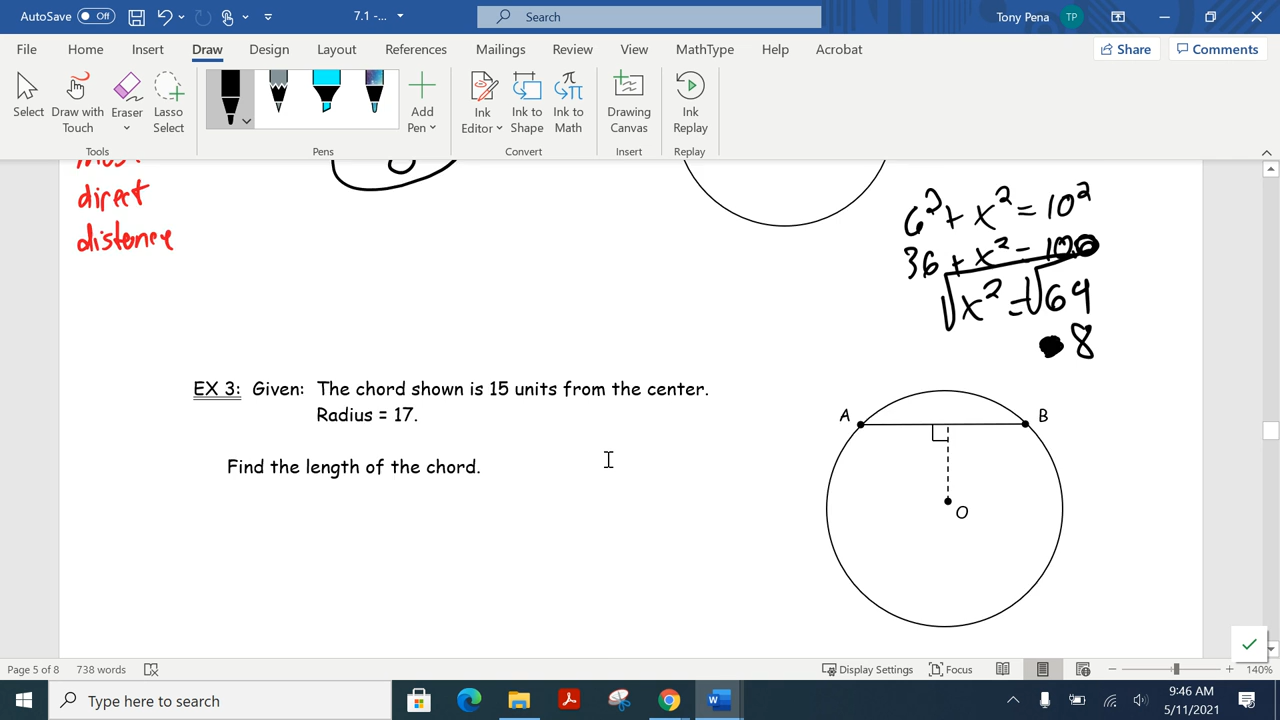 AutoSave Off 7.1 -... Search Tony Pena TP
File Home Insert Draw Design Layout References Mailings Review View MathType Help Acrobat Share Comments
Select Draw with Touch Eraser Lasso Select Add Pen Ink Editor Ink to Shape Ink to Math Drawing Canvas Ink Replay
Tools Pens Convert Insert Replay
direct
distance
6² + x² = 10²
36 + x² = 100
√x² = √64
8
EX 3: Given: The chord shown is 15 units from the center.
Radius = 17.
Find the length of the chord.
A B
O
Page 5 of 8 738 words Display Settings Focus 140%
Type here to search 9:46 AM
5/11/2021